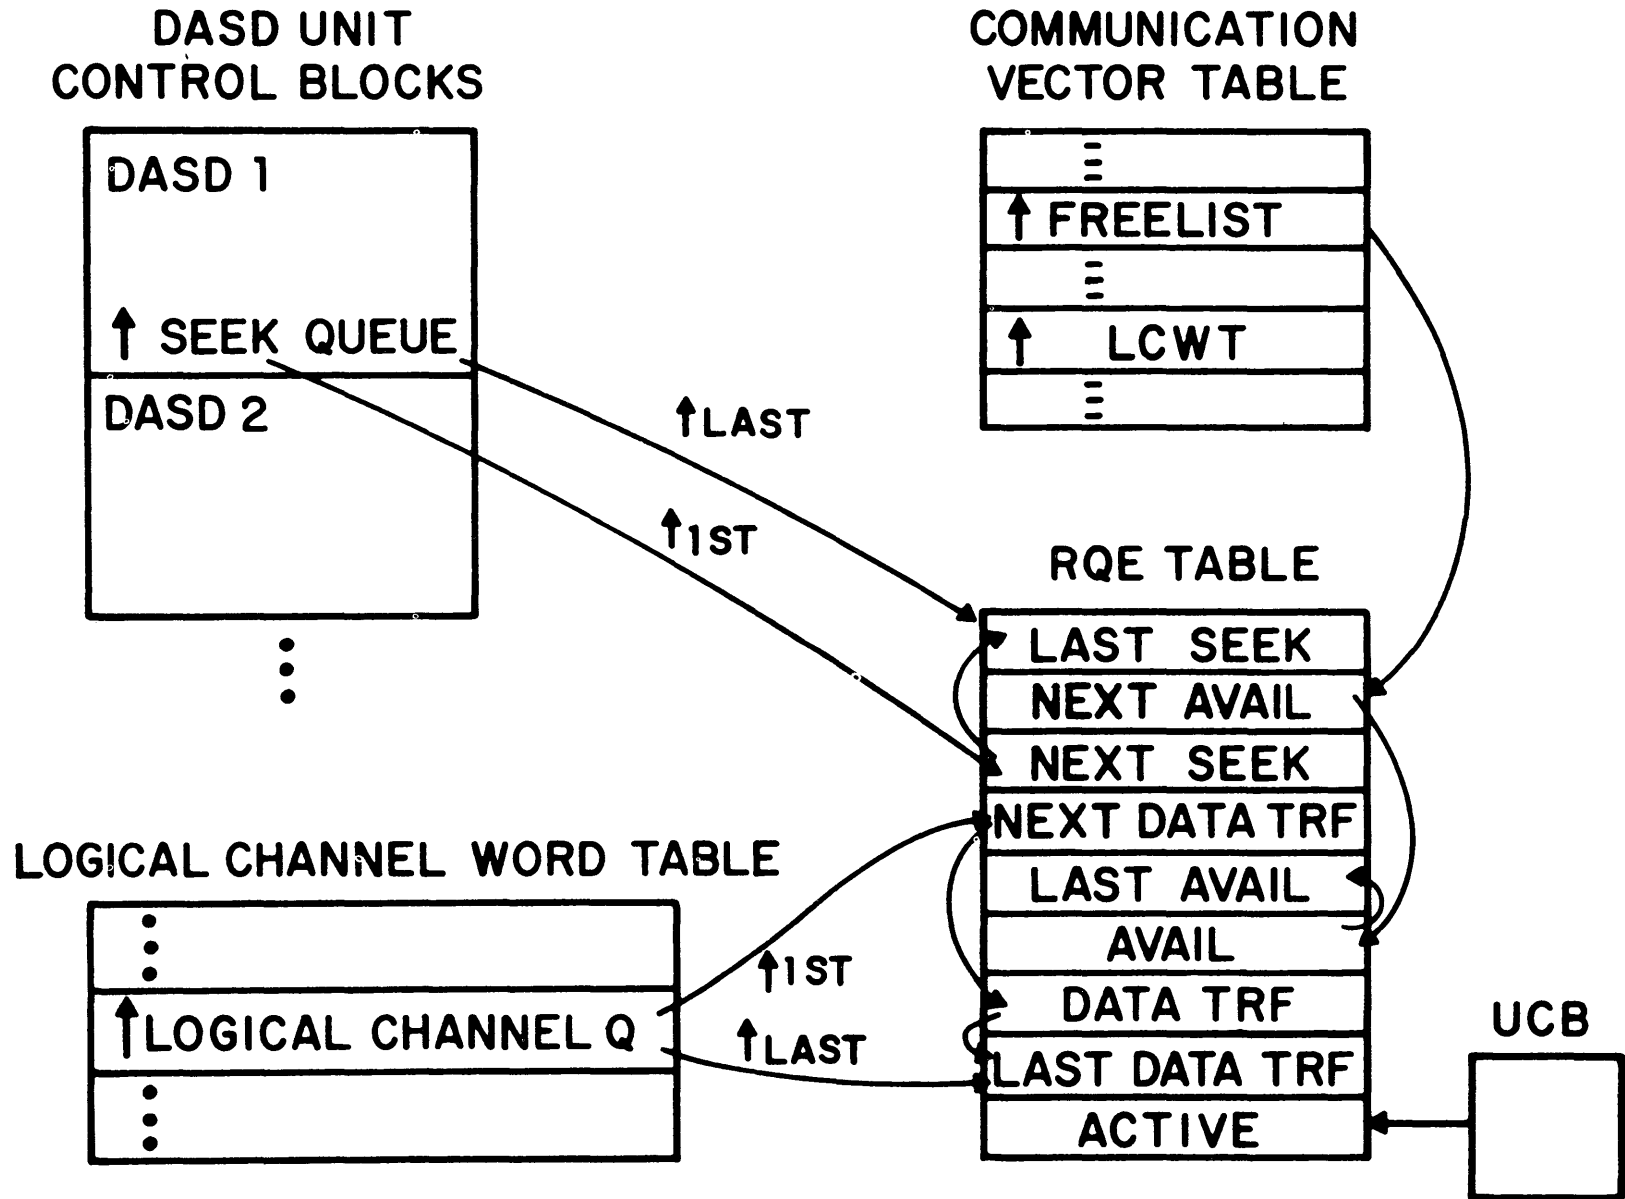 DASD UNIT
CONTROL BLOCKS
DASD 1
↑ SEEK QUEUE
DASD 2
COMMUNICATION
VECTOR TABLE
↑ FREELIST
↑ LCWT
↑LAST
↑1ST
RQE TABLE
LAST SEEK
NEXT AVAIL
NEXT SEEK
NEXT DATA TRF
LAST AVAIL
AVAIL
DATA TRF
LAST DATA TRF
ACTIVE
LOGICAL CHANNEL WORD TABLE
↑LOGICAL CHANNEL Q
↑1ST
↑LAST
UCB